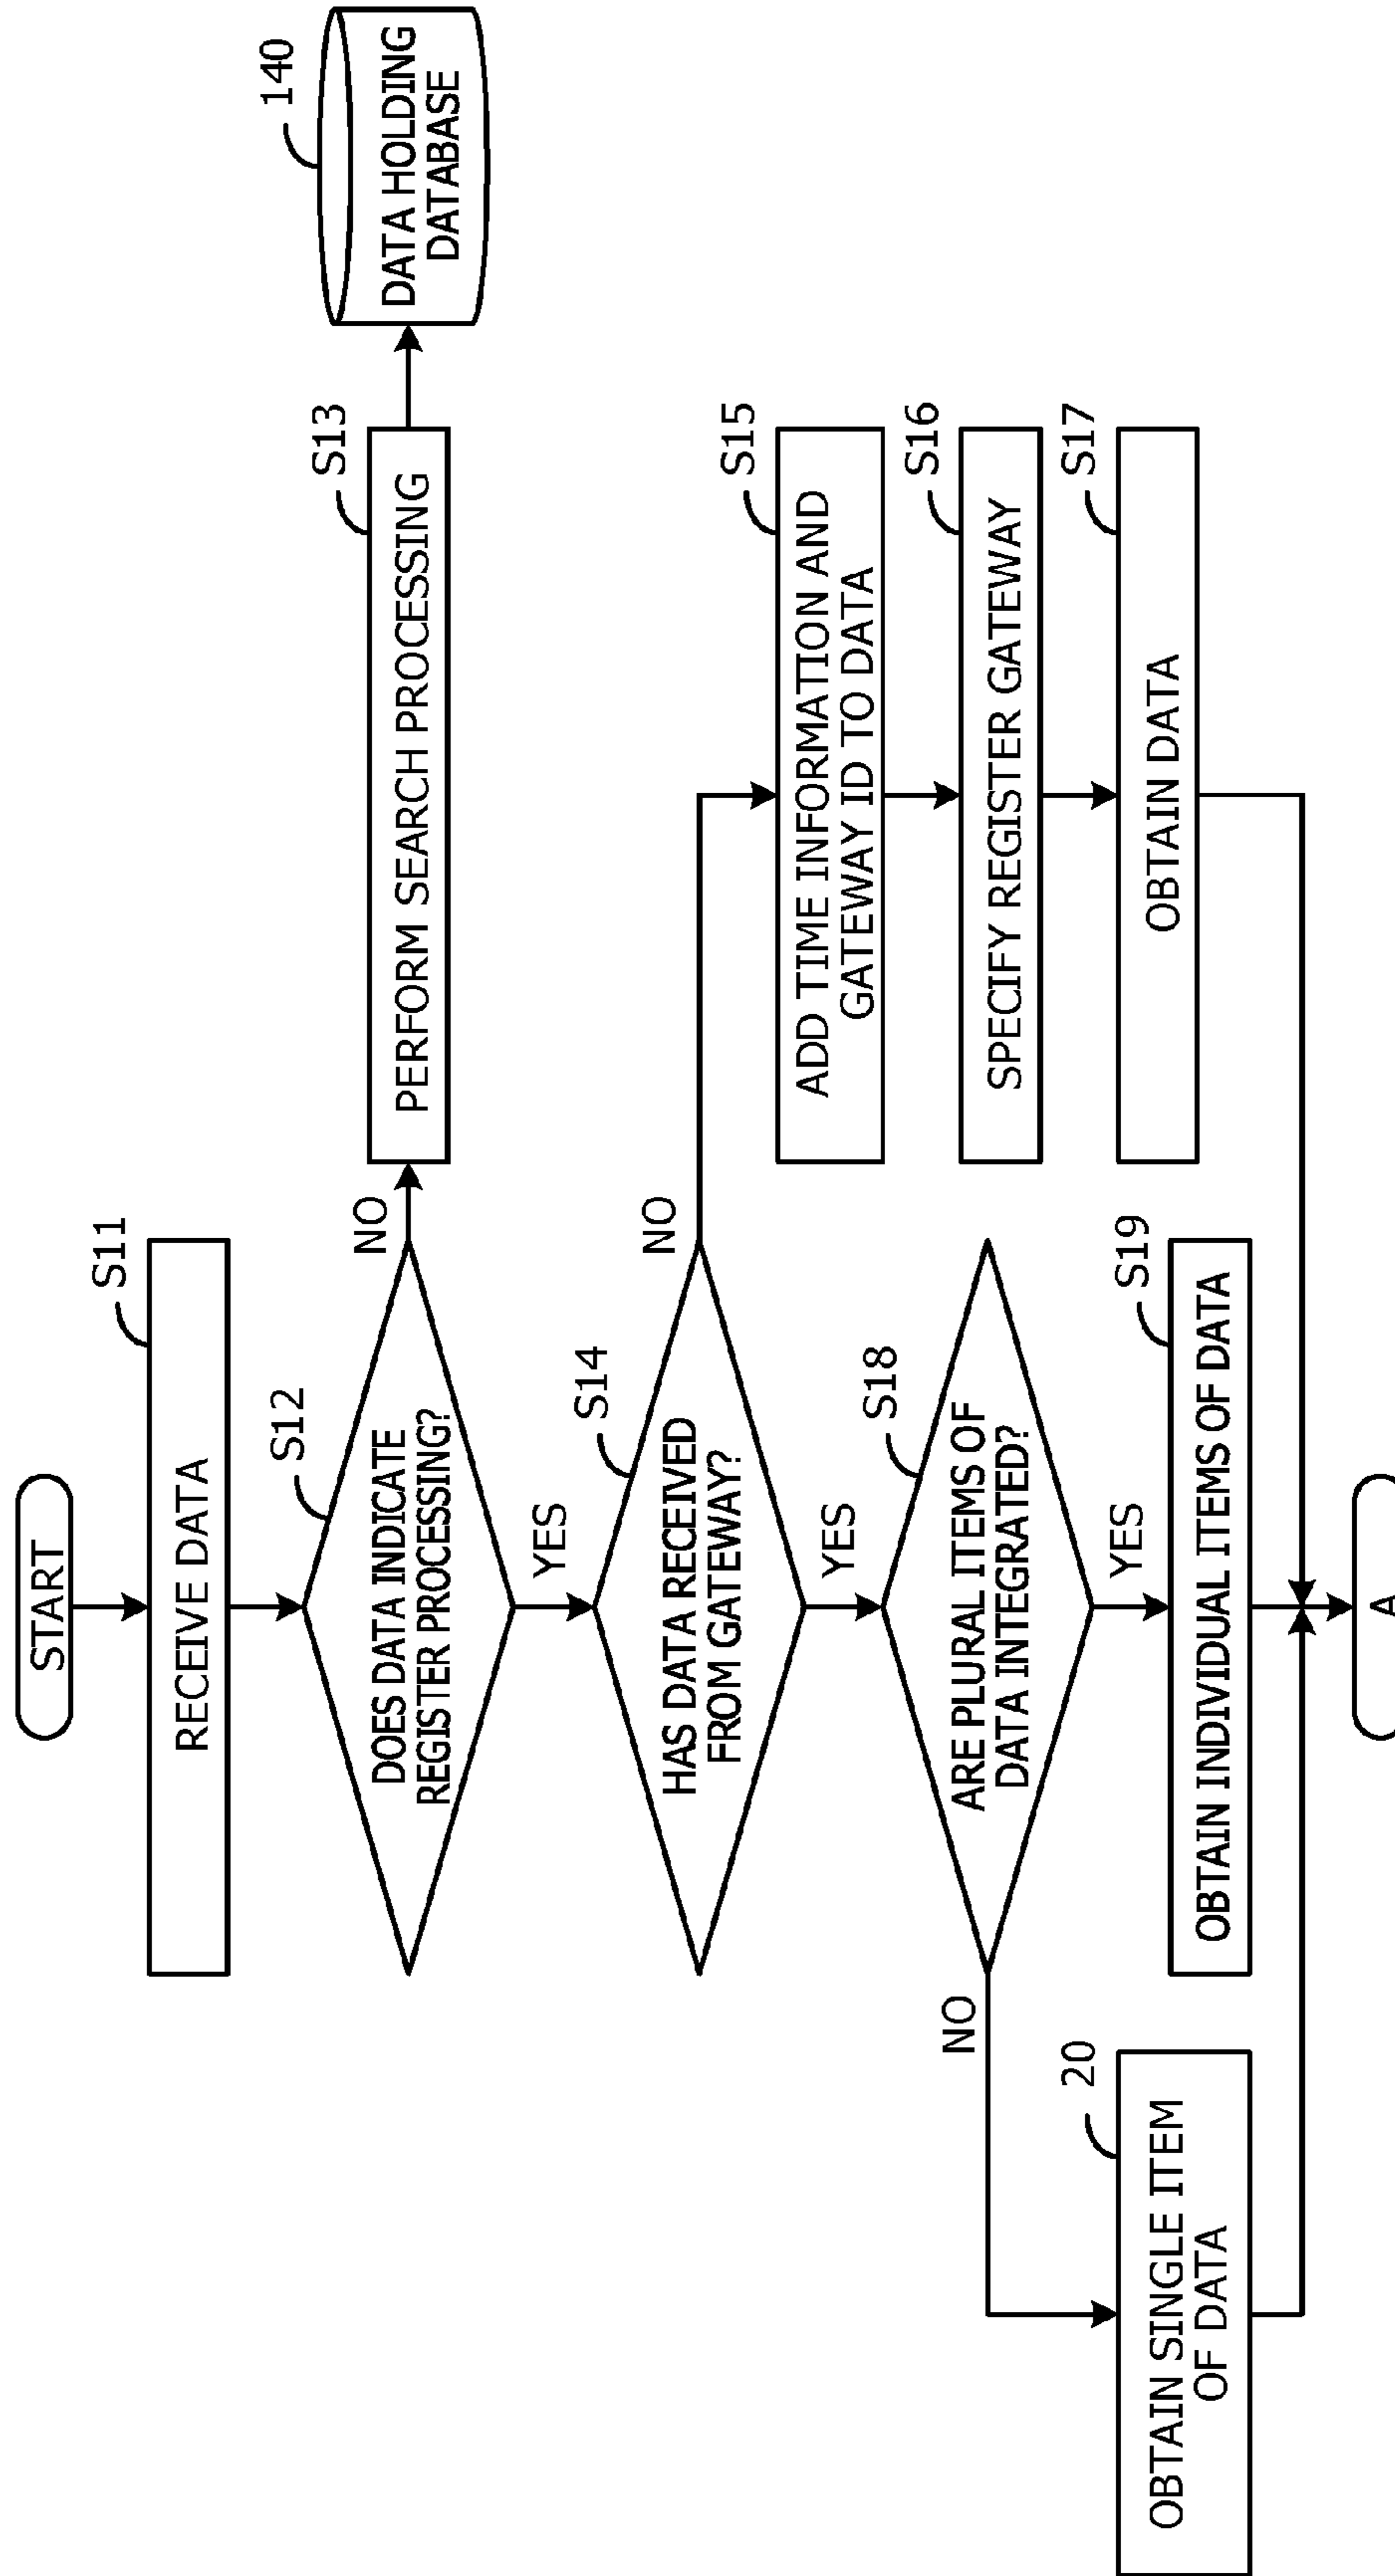 START
S11
RECEIVE DATA
S12
DOES DATA INDICATE
REGISTER PROCESSING?
NO
S13
PERFORM SEARCH PROCESSING
140
DATA HOLDING
DATABASE
YES
S14
HAS DATA RECEIVED
FROM GATEWAY?
NO
S15
ADD TIME INFORMATION AND
GATEWAY ID TO DATA
S16
SPECIFY REGISTER GATEWAY
S17
OBTAIN DATA
YES
S18
ARE PLURAL ITEMS OF
DATA INTEGRATED?
NO
20
OBTAIN SINGLE ITEM
OF DATA
YES
S19
OBTAIN INDIVIDUAL ITEMS OF DATA
A